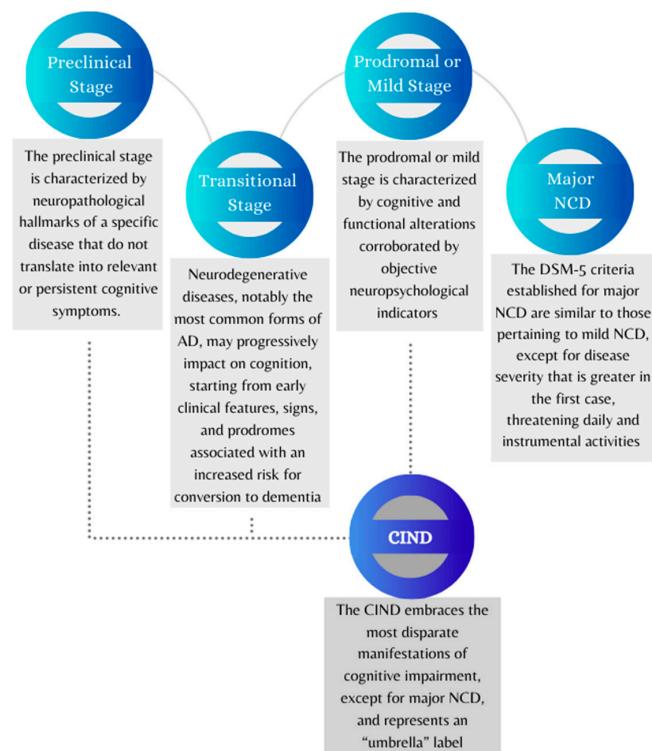 Preclinical
Stage
The preclinical stage
is characterized by
neuropathological
hallmarks of a specific
disease that do not
translate into relevant
or persistent cognitive
symptoms.
Transitional
Stage
Neurodegenerative
diseases, notably the
most common forms of
AD, may progressively
impact on cognition,
starting from early
clinical features, signs,
and prodromes
associated with an
increased risk for
conversion to dementia
Prodromal or
Mild Stage
The prodromal or mild
stage is characterized
by cognitive and
functional alterations
corroborated by
objective
neuropsychological
indicators
Major
NCD
The DSM-5 criteria
established for major
NCD are similar to those
pertaining to mild NCD,
except for disease
severity that is greater in
the first case,
threatening daily and
instrumental activities
CIND
The CIND embraces the
most disparate
manifestations of
cognitive impairment,
except for major NCD,
and represents an
“umbrella” label